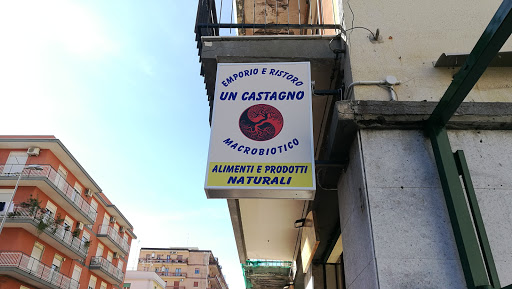 EMPORIO E RISTORO
UN CASTAGNO
MACROBIOTICO
ALIMENTI E PRODOTTI
NATURALI